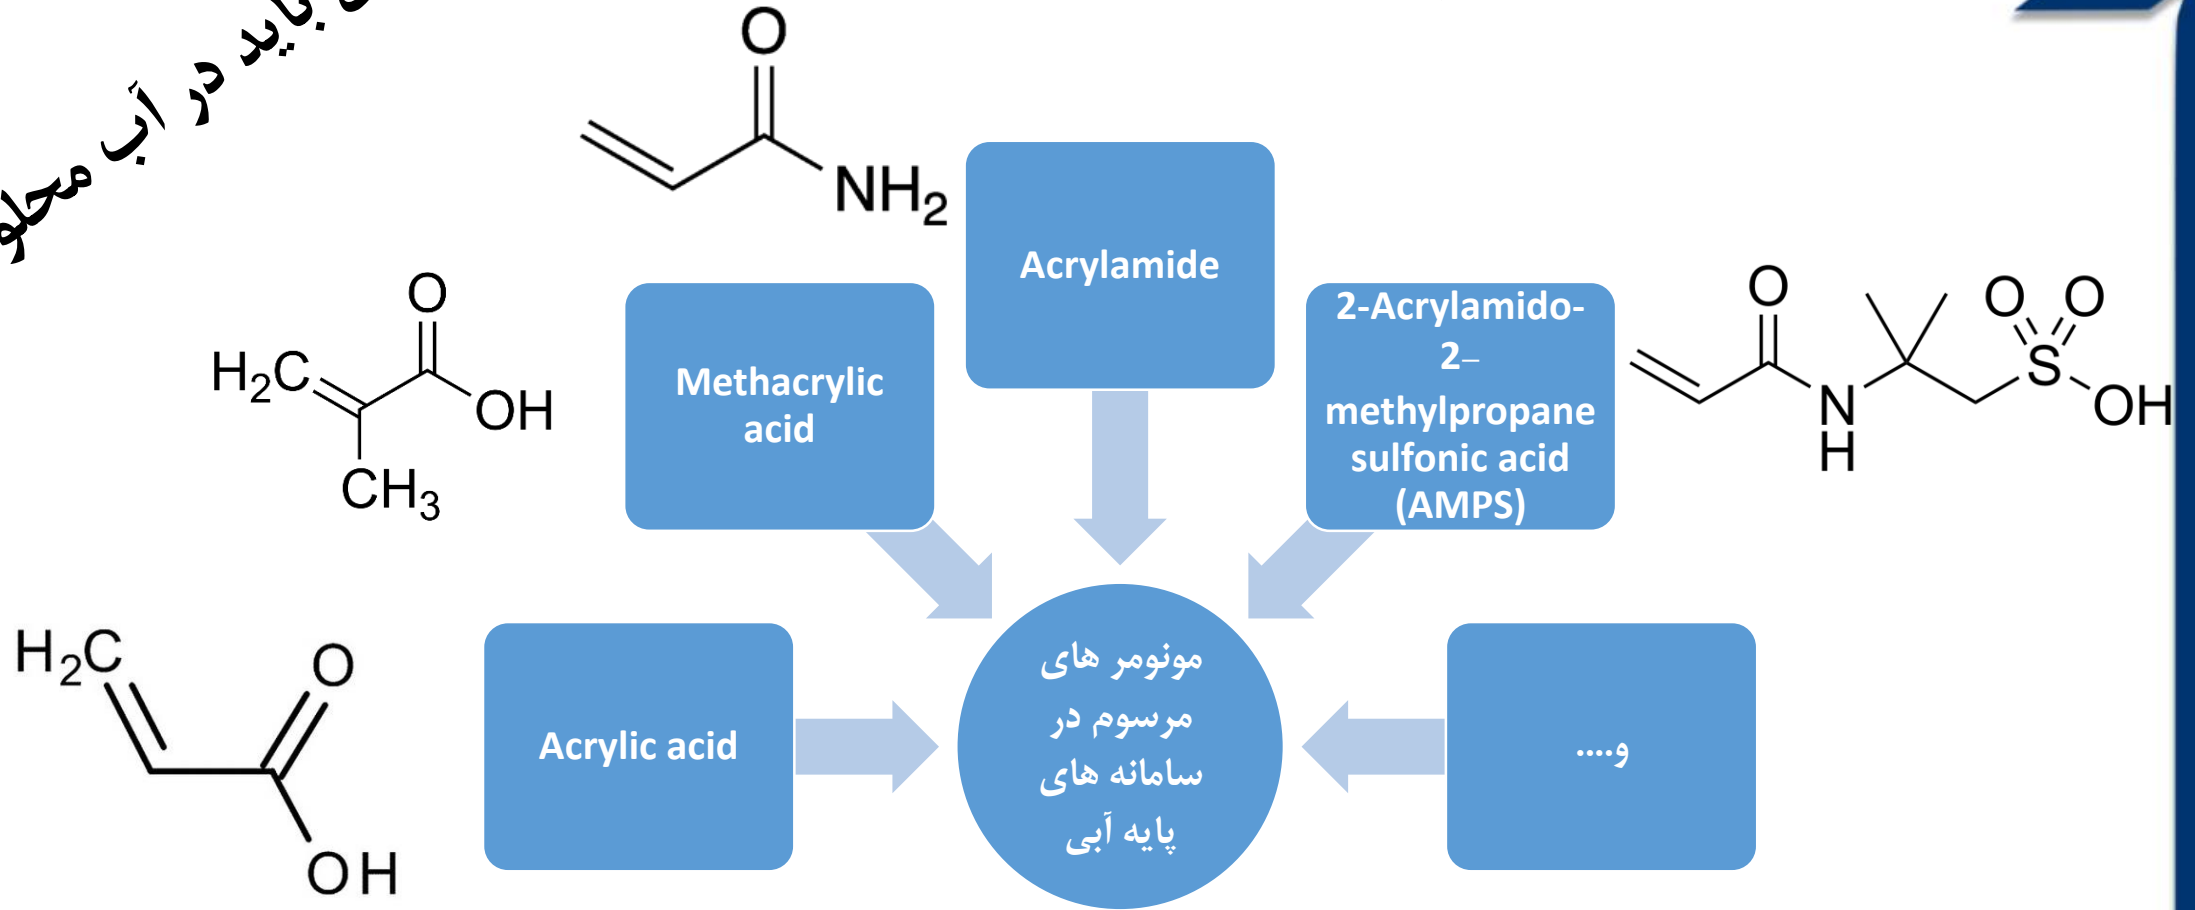 باید در آب
O
NH2
Acrylamide
O
H2C
OH
CH3
Methacrylic
acid
2-Acrylamido-
2–
methylpropane
sulfonic acid
(AMPS)
O
N
H
O O
S
OH
H2C
O
OH
Acrylic acid
مونومر های
مرسوم در
سامانه های
پایه آبی
و....